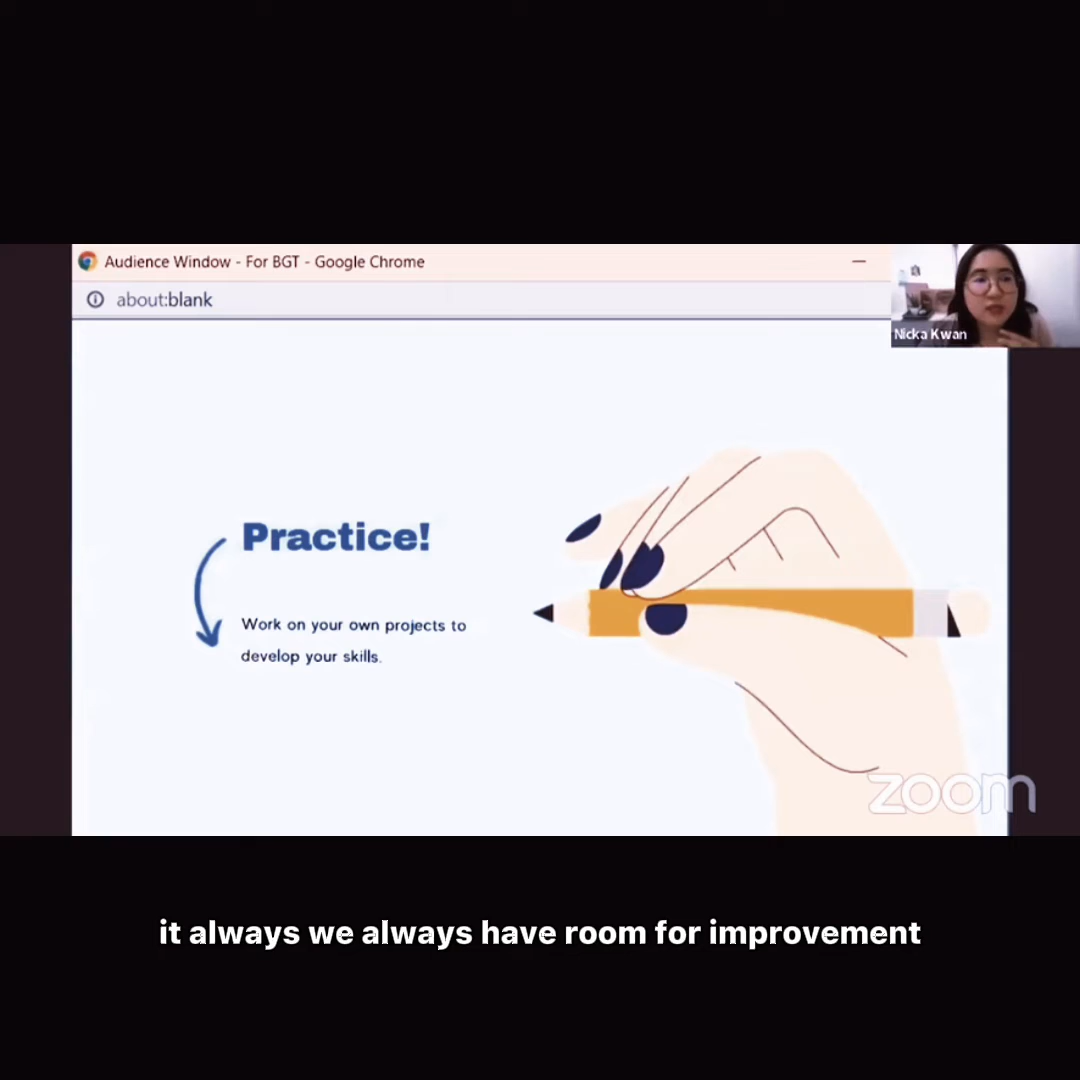 Audience Window - For BGT - Google Chrome
about:blank
Nicka Kwan
Practice!
Work on your own projects to
develop your skills.
zoom
it always we always have room for improvement